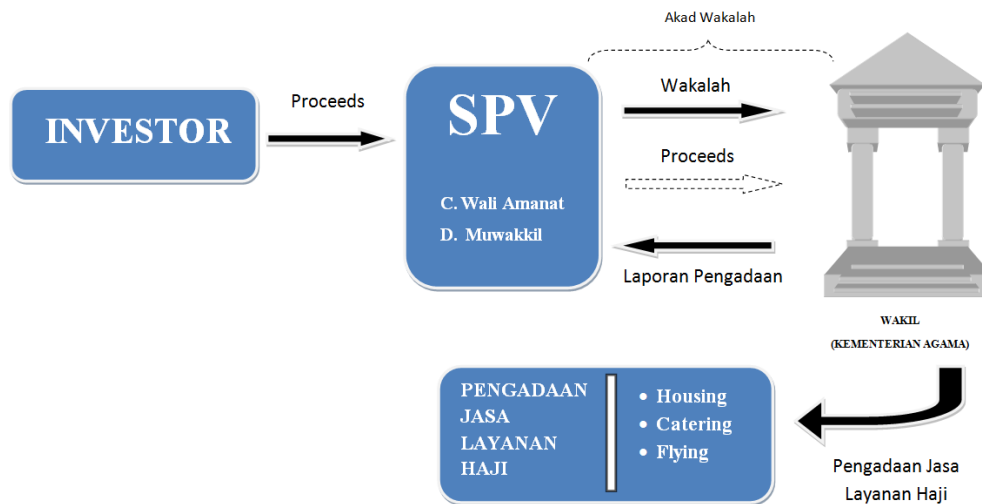 Akad Wakalah
INVESTOR
Proceeds
SPV
C. Wali Amanat
D. Muwakkil
Wakalah
Proceeds
Laporan Pengadaan
WAKIL
(KEMENTERIAN AGAMA)
PENGADAAN
JASA
LAYANAN
HAJI
• Housing
• Catering
• Flying
Pengadaan Jasa
Layanan Haji